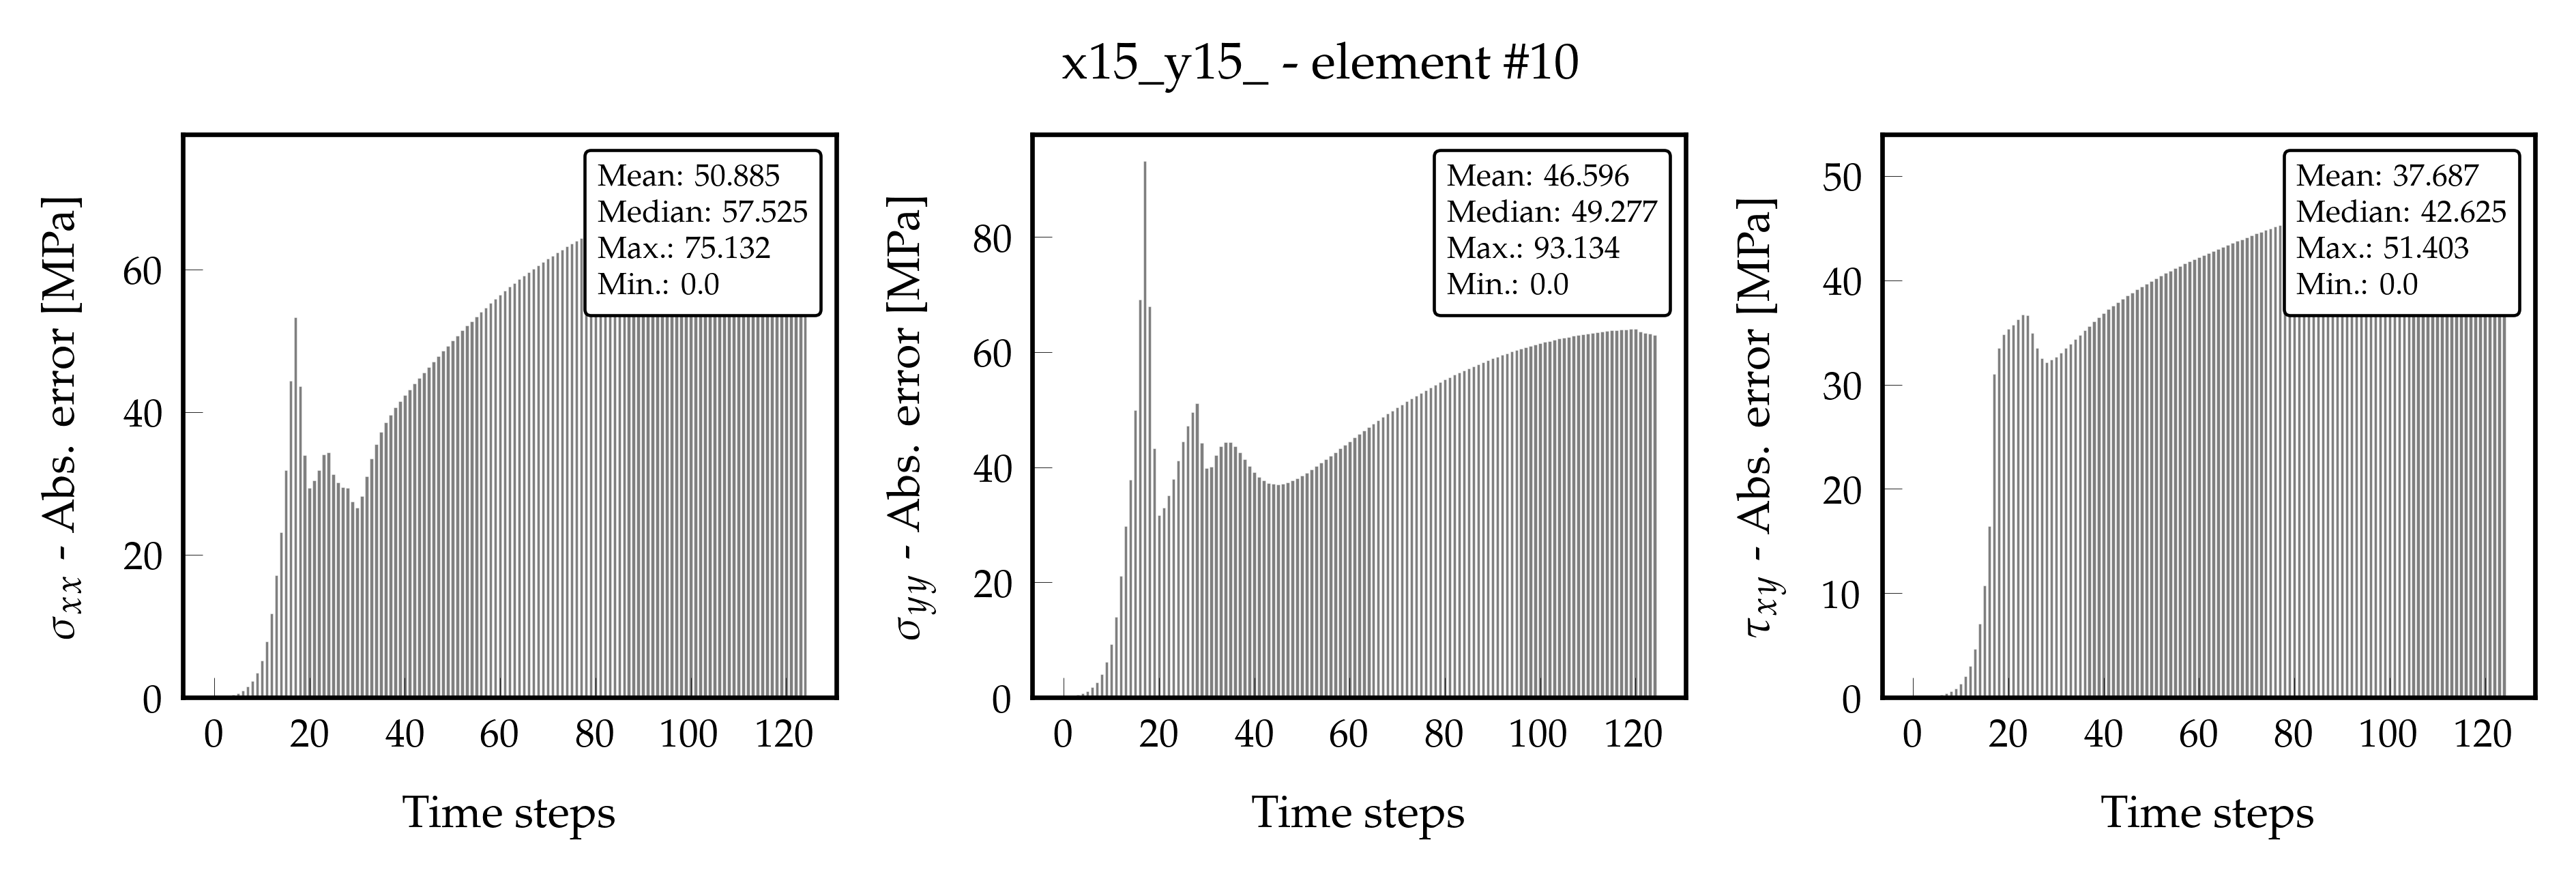 x15_y15_ - element #10
σxx - Abs. error [MPa]
60
40
20
0
0 20 40 60 80 100 120
Time steps
Mean: 50.885
Median: 57.525
Max.: 75.132
Min.: 0.0
σyy - Abs. error [MPa]
80
60
40
20
0
0 20 40 60 80 100 120
Time steps
Mean: 46.596
Median: 49.277
Max.: 93.134
Min.: 0.0
τxy - Abs. error [MPa]
50
40
30
20
10
0
0 20 40 60 80 100 120
Time steps
Mean: 37.687
Median: 42.625
Max.: 51.403
Min.: 0.0